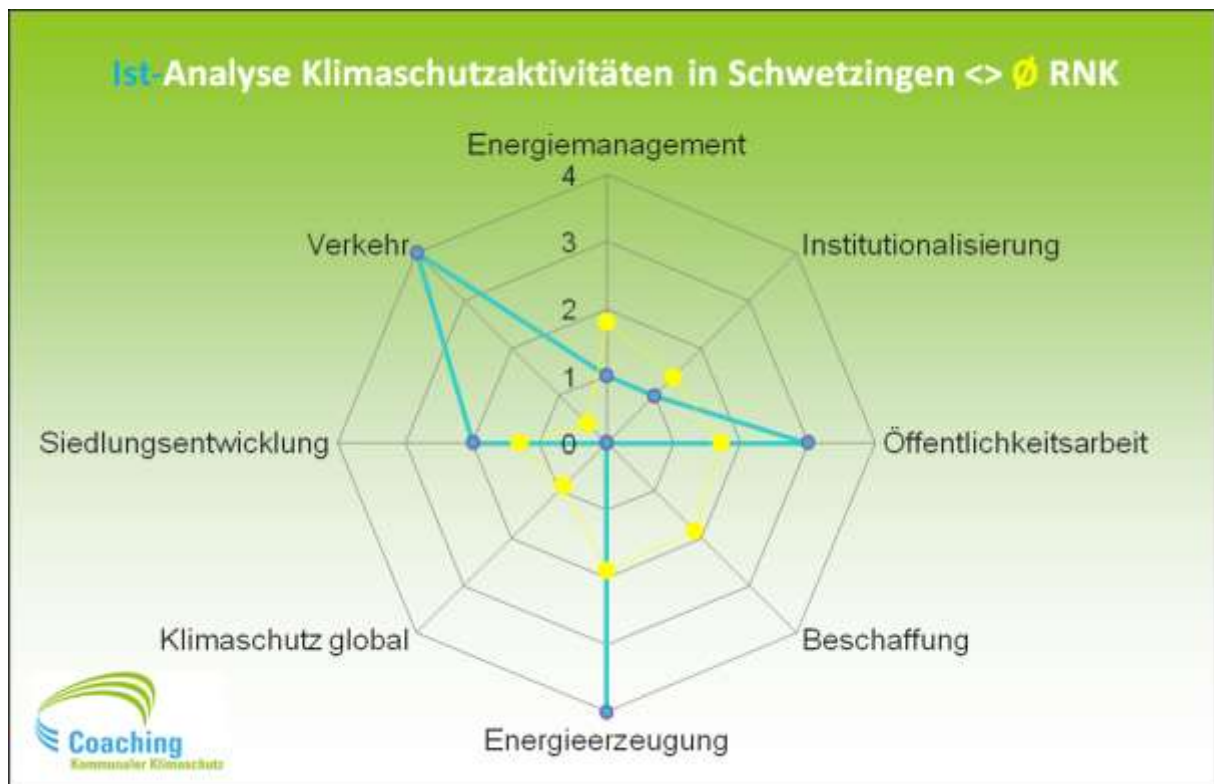 Ist-Analyse Klimaschutzaktivitäten in Schwetzingen <> Ø RNK
Energiemanagement
4
Verkehr
3
Institutionalisierung
2
1
Siedlungsentwicklung
0
Öffentlichkeitsarbeit
Klimaschutz global
Beschaffung
Energieerzeugung
Coaching
Kommunaler Klimaschutz